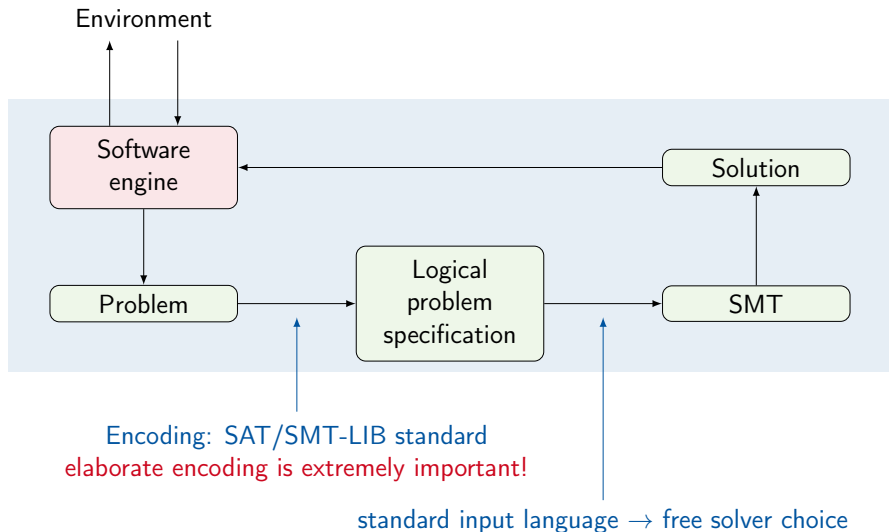 Environment
Software
engine
Solution
Problem
Logical
problem
specification
SMT
Encoding: SAT/SMT-LIB standard
elaborate encoding is extremely important!
standard input language → free solver choice